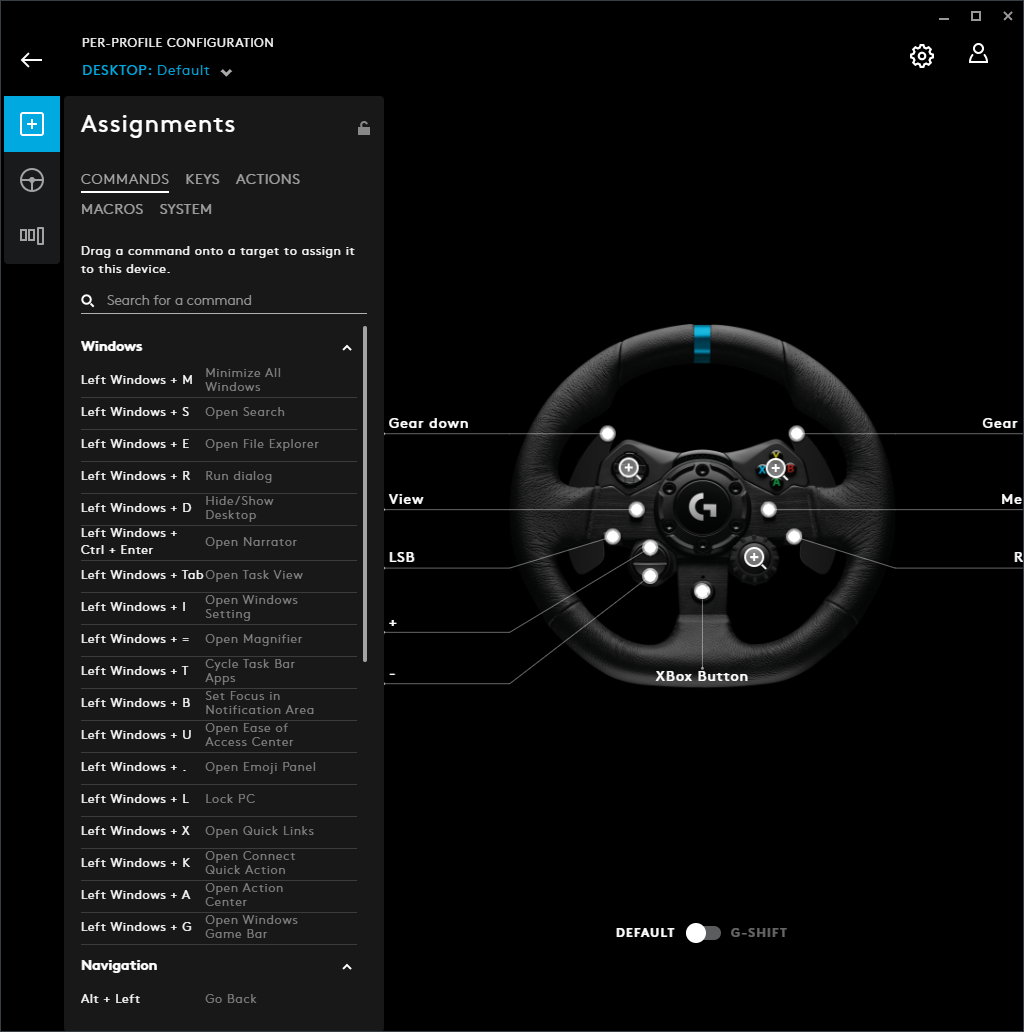 PER-PROFILE CONFIGURATION
DESKTOP: Default
Assignments
COMMANDS KEYS ACTIONS
MACROS SYSTEM
Drag a command onto a target to assign it
to this device.
Search for a command
Windows
Left Windows + M Minimize All
Windows
Left Windows + S Open Search
Left Windows + E Open File Explorer
Left Windows + R Run dialog
Left Windows + D Hide/Show
Desktop
Left Windows +
Ctrl + Enter Open Narrator
Left Windows + Tab Open Task View
Left Windows + I Open Windows
Setting
Left Windows + = Open Magnifier
Left Windows + T Cycle Task Bar
Apps
Left Windows + B Set Focus in
Notification Area
Left Windows + U Open Ease of
Access Center
Left Windows + . Open Emoji Panel
Left Windows + L Lock PC
Left Windows + X Open Quick Links
Left Windows + K Open Connect
Quick Action
Left Windows + A Open Action
Center
Left Windows + G Open Windows
Game Bar
Navigation
Alt + Left Go Back
Gear down
Gear
View
Me
LSB
R
+
-
XBox Button
Y
X B
A
G
DEFAULT G-SHIFT